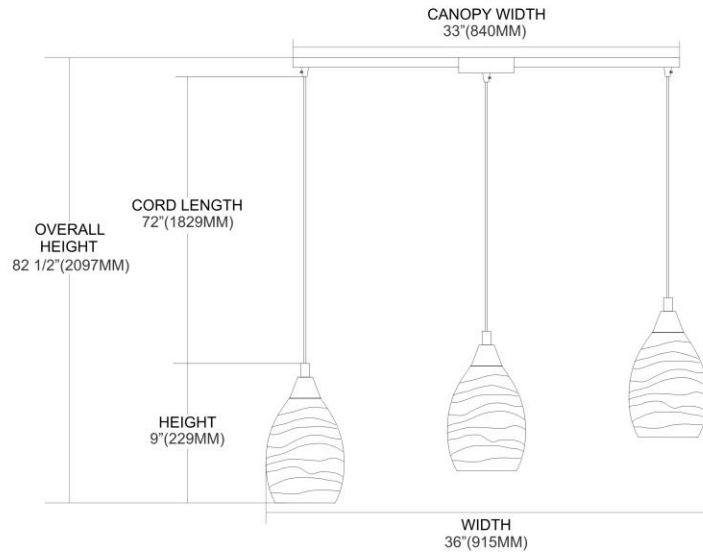 CANOPY WIDTH
33"(840MM)
CORD LENGTH
72"(1829MM)
OVERALL
HEIGHT
82 1/2"(2097MM)
HEIGHT
9"(229MM)
WIDTH
36"(915MM)